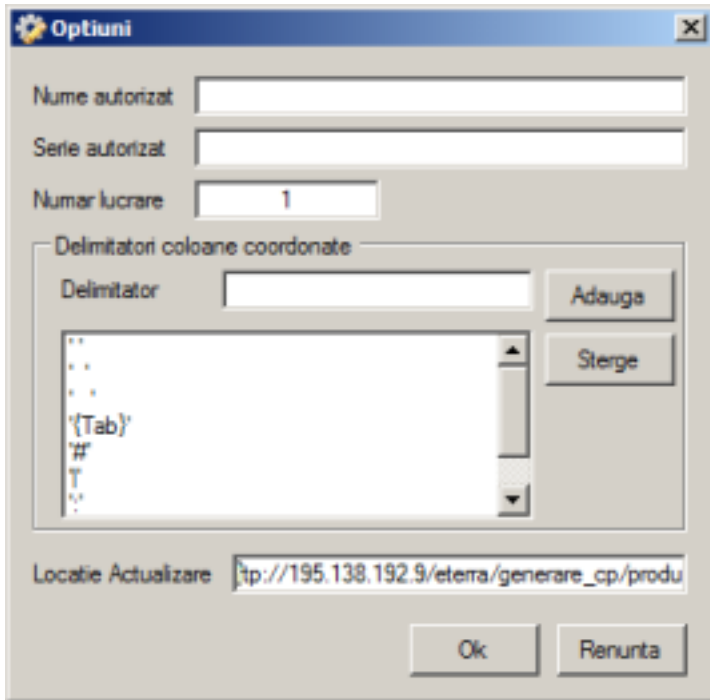 Optiuni
Nume autorizat
Serie autorizat
Numar lucrare 1
Delimitatori coloane coordonate
Delimitator
Adauga
' '
'  '
'   '
'{Tab}'
'#'
'|'
';'
Sterge
Locatie Actualizare tp://195.138.192.9/eterra/generare_cp/produ
Ok Renunta